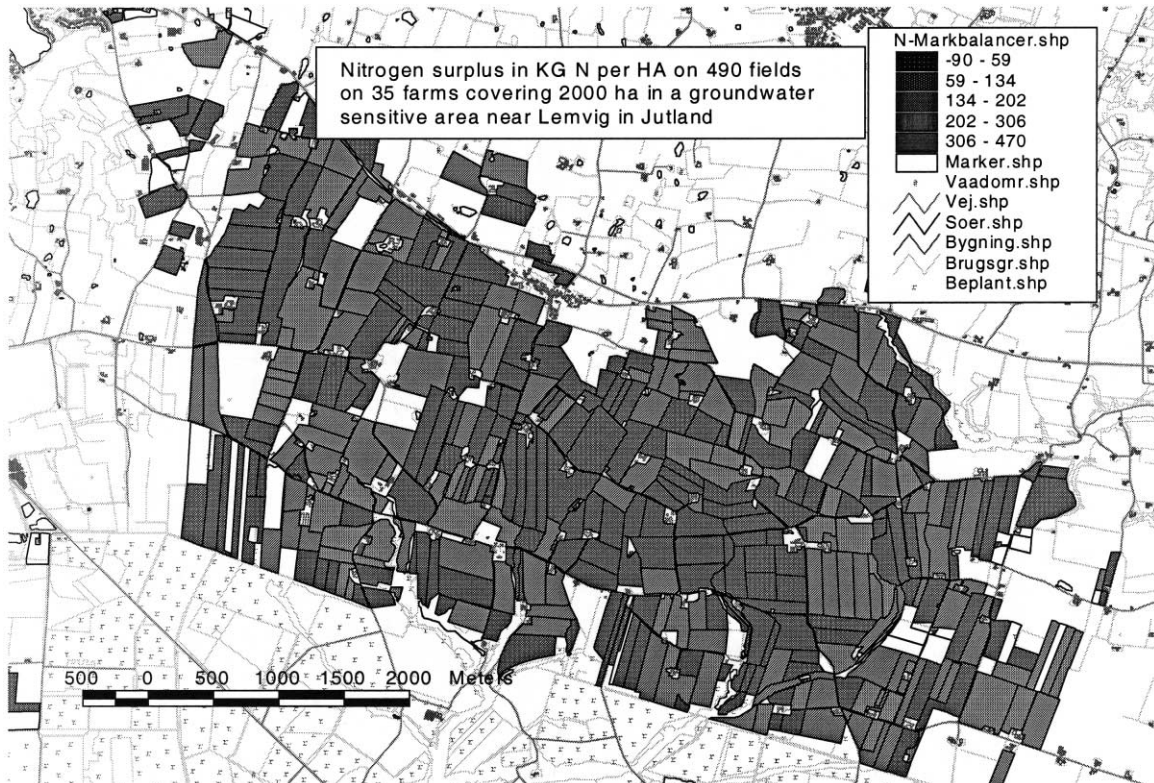 Nitrogen surplus in KG N per HA on 490 fields
on 35 farms covering 2000 ha in a groundwater
sensitive area near Lemvig in Jutland
N-Markbalancer.shp
-90 - 59
59 - 134
134 - 202
202 - 306
306 - 470
Marker.shp
Vaadomr.shp
Vej.shp
Soer.shp
Bygning.shp
Brugsgr.shp
Beplant.shp
500 0 500 1000 1500 2000 Meters